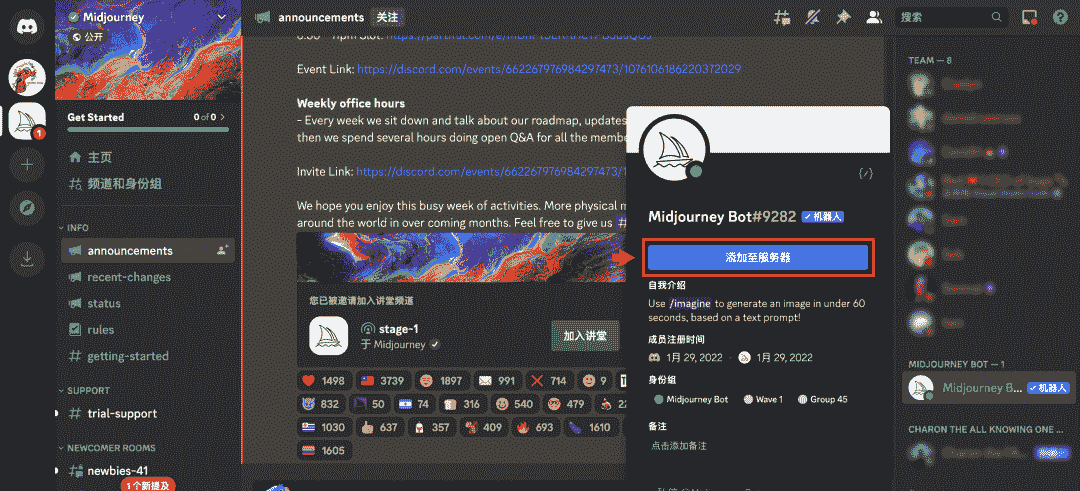 Midjourney
公开
Get Started
0 of 0
主页
频道和身份组
INFO
announcements
recent-changes
status
rules
getting-started
SUPPORT
trial-support
NEWCOMER ROOMS
newbies-41
1 个新提及
1
announcements
关注
搜索
Event Link: https://discord.com/events/662267976984297473/1076106186220372029
Weekly office hours
- Every week we sit down and talk about our roadmap, updates
then we spend several hours doing open Q&A for all the membe
Invite Link: https://discord.com/events/662267976984297473/1
We hope you enjoy this busy week of activities. More physical m
around the world in over coming months. Feel free to give us #
您已被邀请加入讲堂频道
stage-1
于 Midjourney
加入讲堂
1498 3739 1897 991 714 9
832 50 74 316 540 479 22
1030 637 357 409 693 1610
1605
Midjourney Bot#9282
机器人
添加至服务器
自我介绍
Use /imagine to generate an image in under 60
seconds, based on a text prompt!
成员注册时间
1月 29, 2022 1月 29, 2022
身份组
Midjourney Bot Wave 1 Group 45
备注
点击添加备注
TEAM — 8
MIDJOURNEY BOT — 1
Midjourney B... 机器人
CHARON THE ALL KNOWING ONE ...